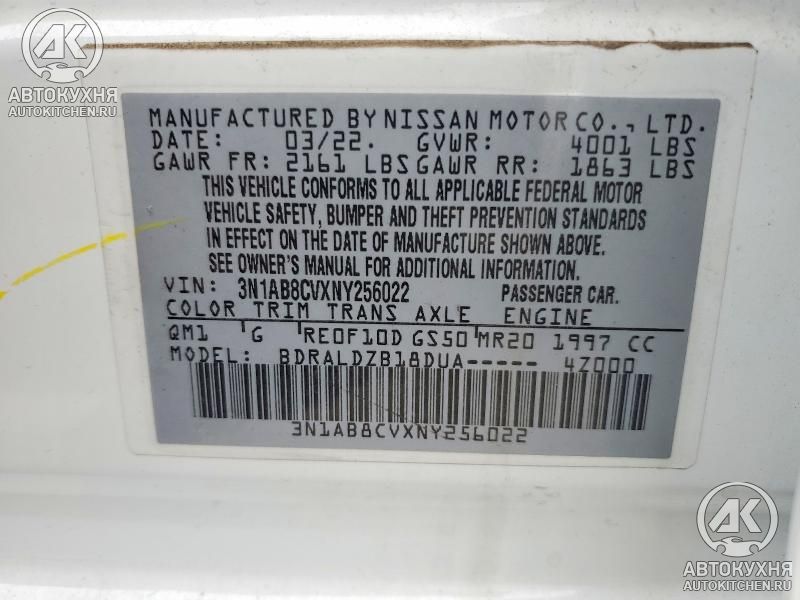 AK
АВТОКУХНЯ
AUTOKITCHEN.RU
MANUFACTURED BY NISSAN MOTOR CO., LTD.
DATE: 03/22. GVWR: 4001 LBS
GAWR FR: 2161 LBS GAWR RR: 1863 LBS
THIS VEHICLE CONFORMS TO ALL APPLICABLE FEDERAL MOTOR
VEHICLE SAFETY, BUMPER AND THEFT PREVENTION STANDARDS
IN EFFECT ON THE DATE OF MANUFACTURE SHOWN ABOVE.
SEE OWNER'S MANUAL FOR ADDITIONAL INFORMATION.
VIN: 3N1AB8CVXNY256022 PASSENGER CAR.
COLOR TRIM TRANS AXLE ENGINE
QM1 G RE0F10D GS50 MR20 1997 CC
MODEL: BDRALDZB18DUA----- 4Z000
3N1AB8CVXNY256022
AK
АВТОКУХНЯ
AUTOKITCHEN.RU